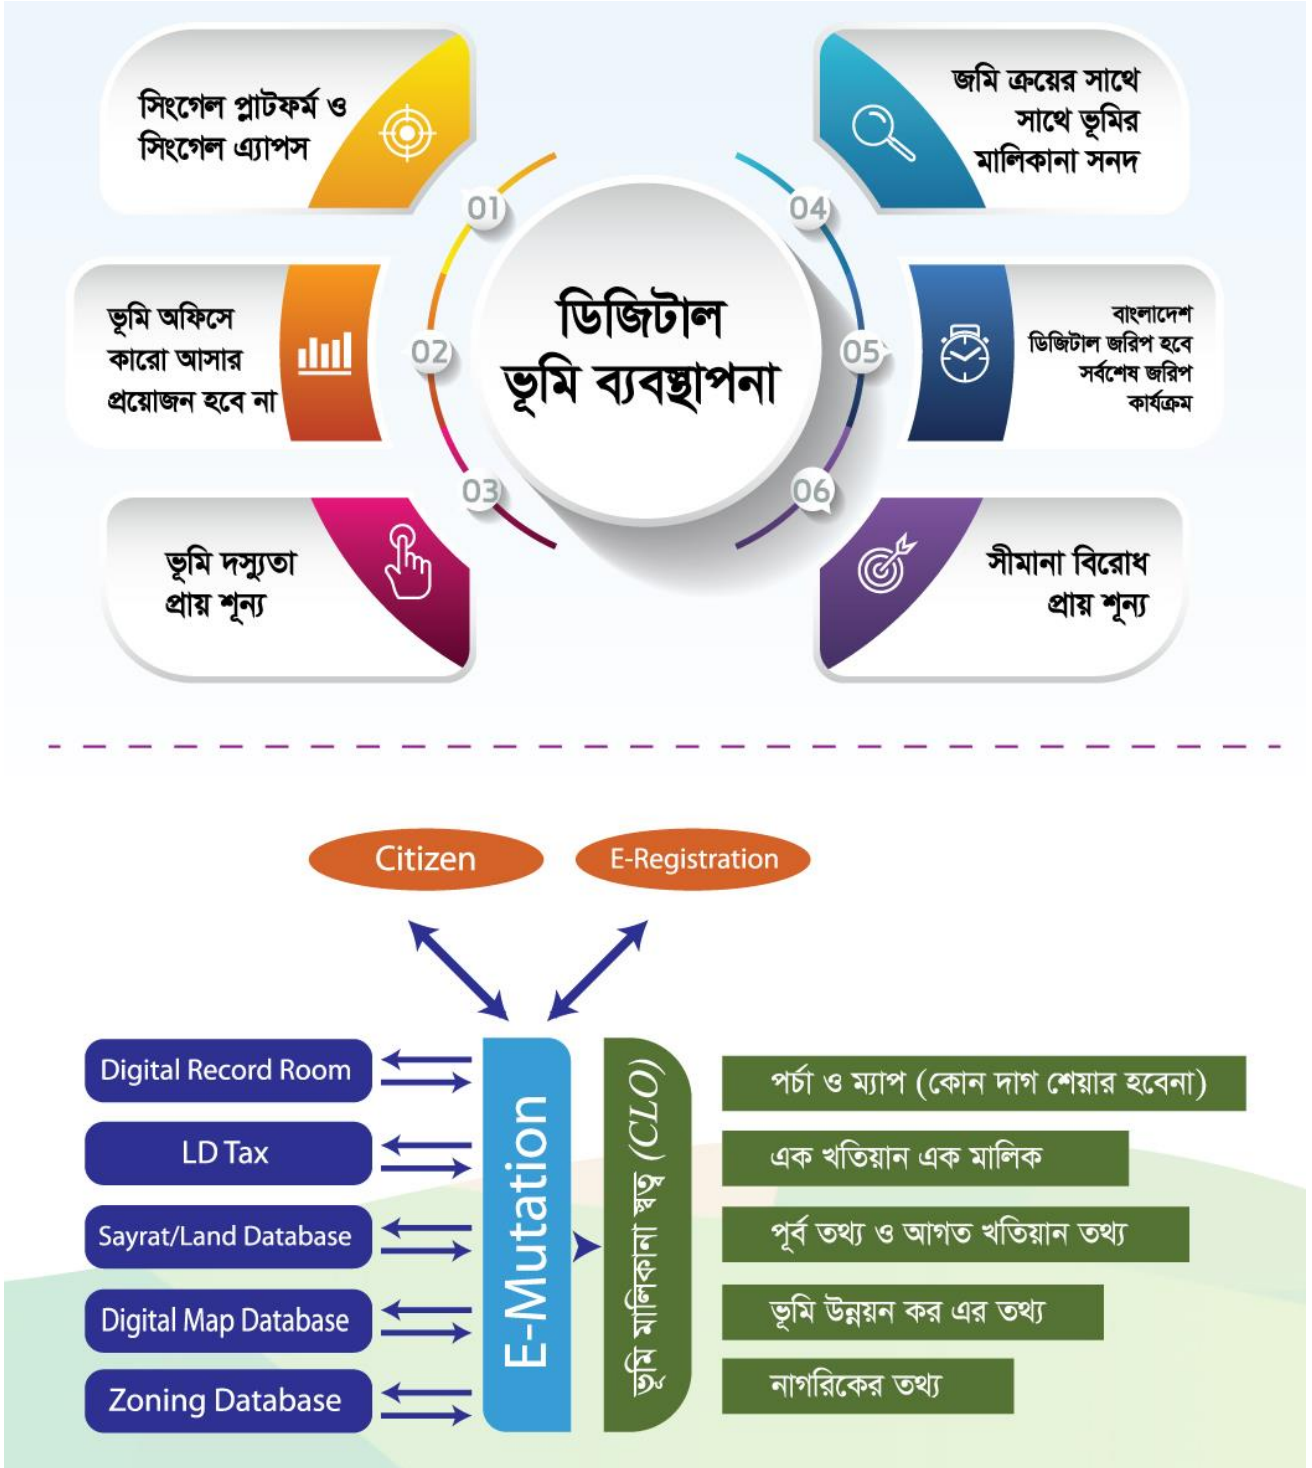 সিংগেল প্লাটফর্ম ও
সিংগেল এ্যাপস
01
ভূমি অফিসে
কারো আসার
প্রয়োজন হবে না
02
ভূমি দস্যুতা
প্রায় শূন্য
03
ডিজিটাল
ভূমি ব্যবস্থাপনা
04
জমি ক্রয়ের সাথে
সাথে ভূমির
মালিকানা সনদ
05
বাংলাদেশ
ডিজিটাল জরিপ হবে
সর্বশেষ জরিপ
কার্যক্রম
06
সীমানা বিরোধ
প্রায় শূন্য
Citizen
E-Registration
Digital Record Room
LD Tax
Sayrat/Land Database
Digital Map Database
Zoning Database
E-Mutation
ভূমি মালিকানা স্বত্ব (CLO)
পর্চা ও ম্যাপ (কোন দাগ শেয়ার হবেনা)
এক খতিয়ান এক মালিক
পূর্ব তথ্য ও আগত খতিয়ান তথ্য
ভূমি উন্নয়ন কর এর তথ্য
নাগরিকের তথ্য